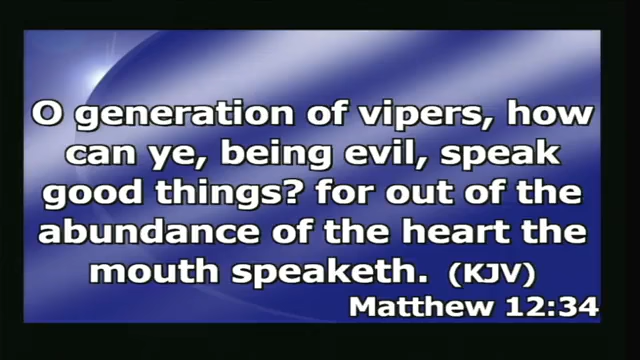 O generation of vipers, how
can ye, being evil, speak
good things? for out of the
abundance of the heart the
mouth speaketh. (KJV)
Matthew 12:34